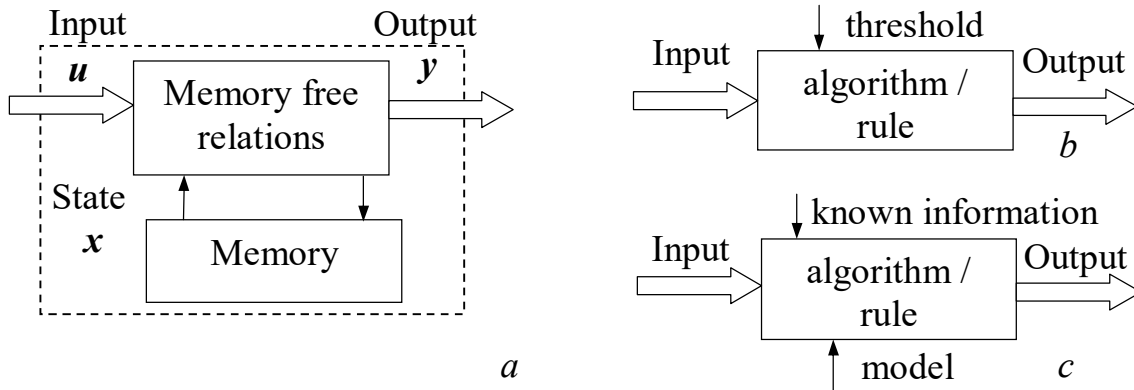 Input
u
Output
y
Memory free
relations
State
x
Memory
a
threshold
Input
algorithm /
rule
Output
b
known information
Input
algorithm /
rule
Output
model
c